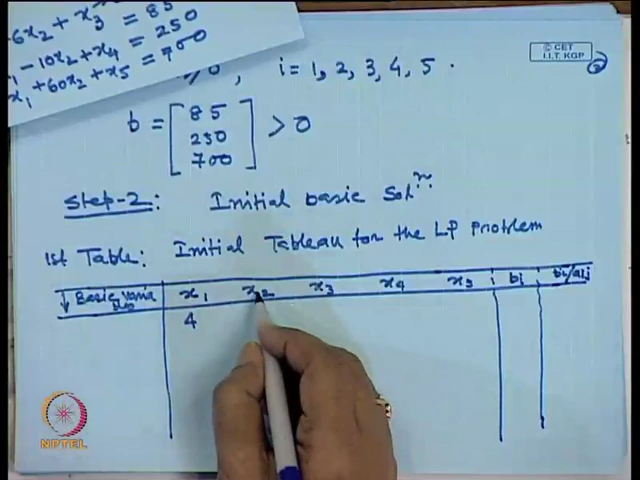 6x2 + x3 = 85
- 10x2 + x4 = 250
x1 + 60x2 + x5 = 700
≥ 0, i = 1, 2, 3, 4, 5.
© CET
I.I.T. KGP
b = [85 250 700] > 0
Step-2: Initial basic Solⁿ:
1st Table: Initial Tableau for the LP Problem
↓ Basic x1 x2 x3 x4 x5 bi bi/aij
4
NPTEL